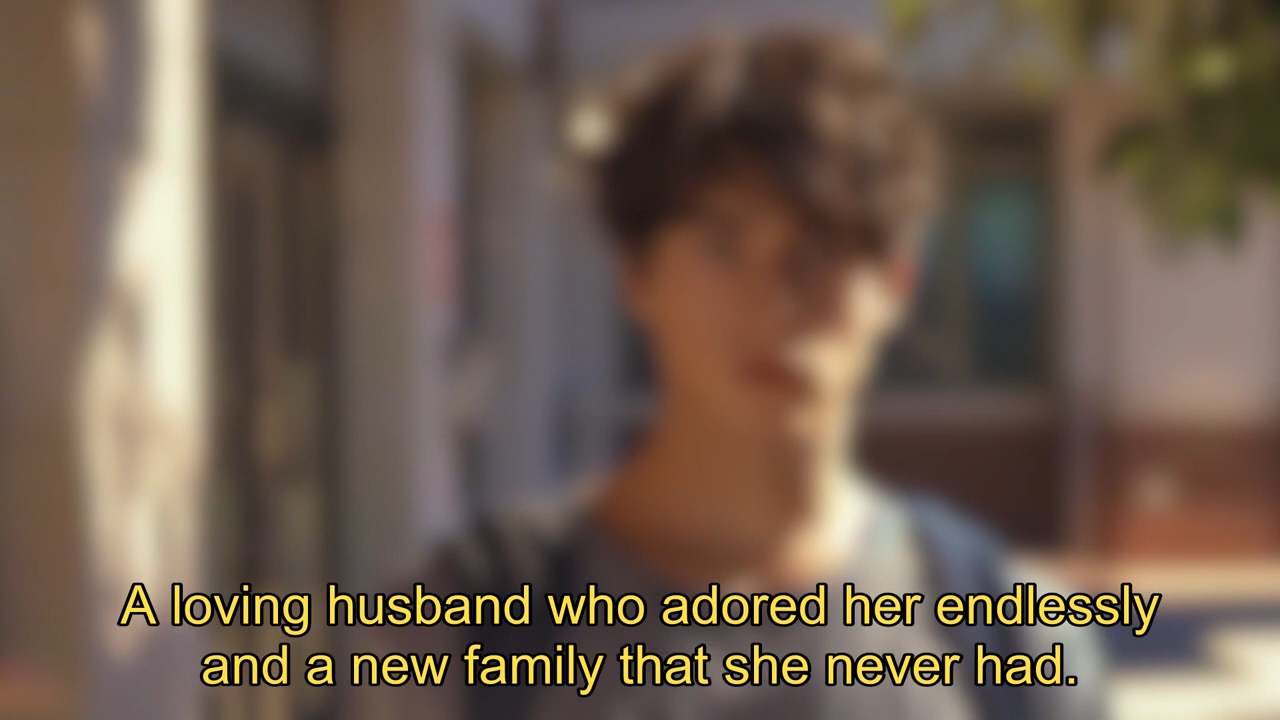 A loving husband who adored her endlessly
and a new family that she never had.